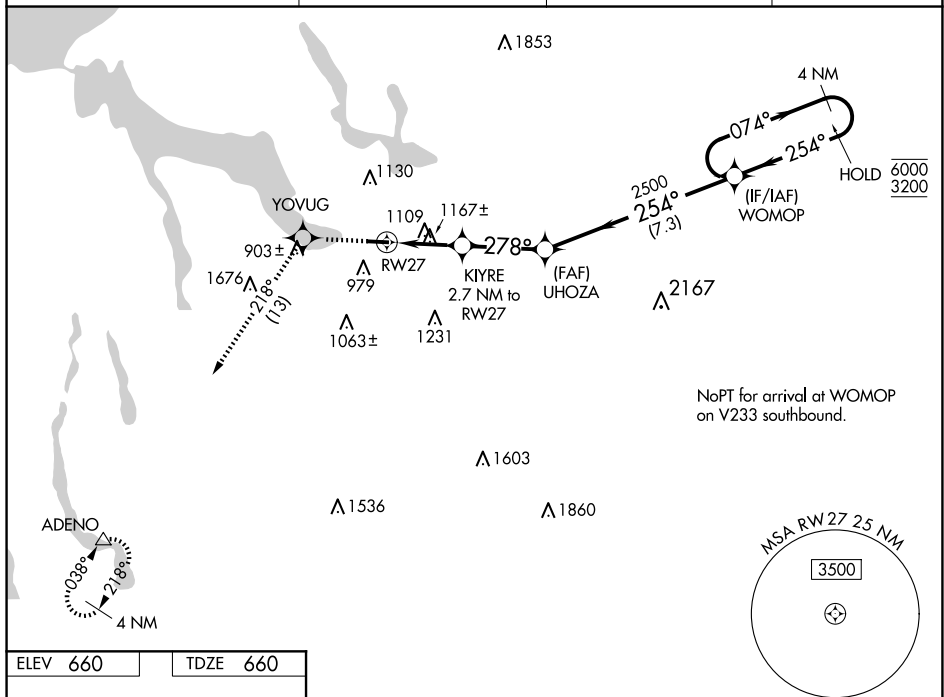 1853
4 NM
074°
254°
HOLD
6000
3200
(IF/IAF)
WOMOP
2500
254°
(7.3)
1130
YOVUG
1109
1167±
278°
903±
RW27
KIYRE
2.7 NM to
RW27
(FAF)
UHOZA
1676
979
218°
(13)
2167
1063±
1231
NoPT for arrival at WOMOP
on V233 southbound.
1603
1536
1860
ADENO
038°
218°
4 NM
MSA RW27 25 NM
3500
ELEV 660
TDZE 660